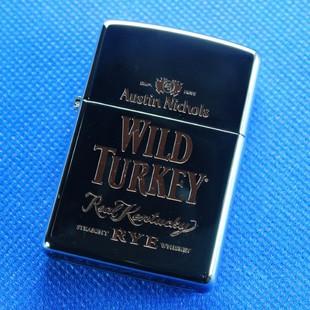 Austin Nichols
WILD
TURKEY
Real Kentucky
STRAIGHT RYE WHISKEY